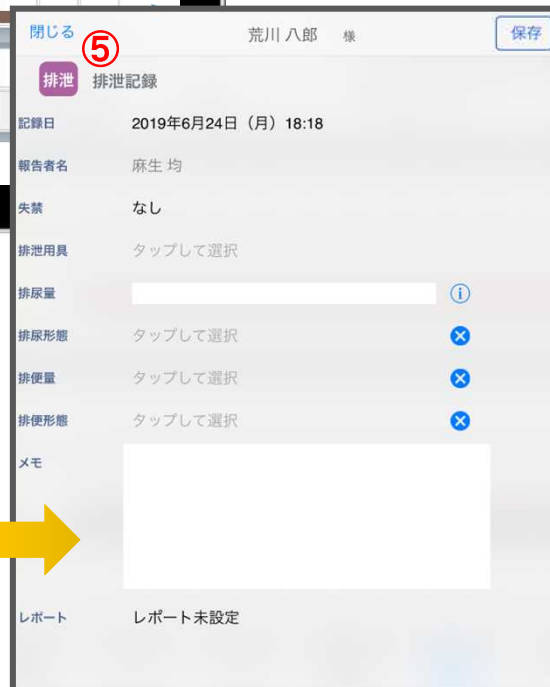 閉じる ⑤ 荒川 八郎 様 保存
排泄 排泄記録
記録日 2019年6月24日（月）18:18
報告者名 麻生 均
失禁 なし
排泄用具 タップして選択
排尿量
排尿形態 タップして選択
排便量 タップして選択
排便形態 タップして選択
メモ
レポート レポート未設定